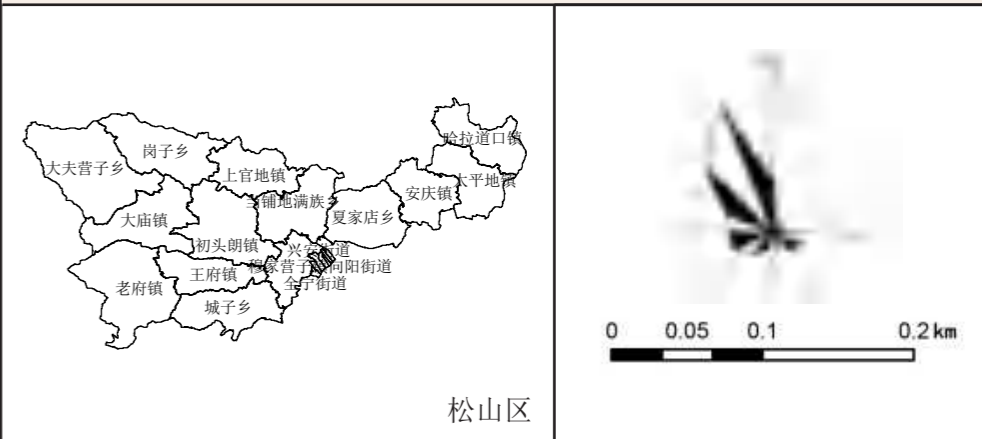 哈拉道口镇
岗子乡
大夫营子乡
上官地镇
太平地镇
安庆镇
当铺地满族乡
大庙镇
夏家店乡
初头朗镇
兴安街道
穆家营子镇向阳街道
王府镇
全宁街道
老府镇
城子乡
松山区
0 0.05 0.1 0.2 km